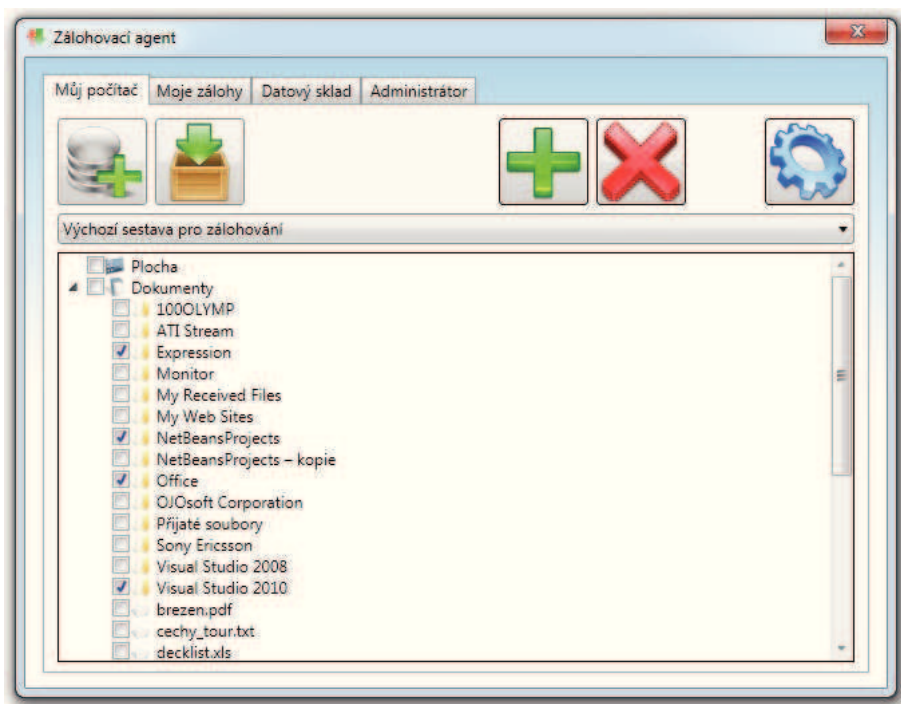 Zálohovací agent
Můj počítač Moje zálohy Datový sklad Administrátor
Výchozí sestava pro zálohování
Plocha
Dokumenty
100OLYMP
ATI Stream
Expression
Monitor
My Received Files
My Web Sites
NetBeansProjects
NetBeansProjects – kopie
Office
OJOsoft Corporation
Přijaté soubory
Sony Ericsson
Visual Studio 2008
Visual Studio 2010
brezen.pdf
cechy_tour.txt
decklist.xls